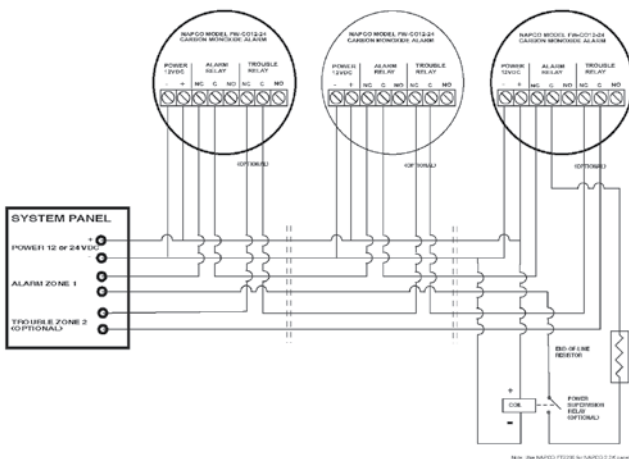 NAPCO MODEL FW-CO12-24
CARBON MONOXIDE ALARM
POWER
12VDC
ALARM
RELAY
TROUBLE
RELAY
- + NC C NO NC C NO
(OPTIONAL)
NAPCO MODEL FW-CO12-24
CARBON MONOXIDE ALARM
POWER
12VDC
ALARM
RELAY
TROUBLE
RELAY
- + NC C NO NC C NO
(OPTIONAL)
NAPCO MODEL FW-CO12-24
CARBON MONOXIDE ALARM
POWER
12VDC
ALARM
RELAY
TROUBLE
RELAY
- + NC C NO NC C NO
(OPTIONAL)
SYSTEM PANEL
+
POWER 12 or 24 VDC
-
ALARM ZONE 1
TROUBLE ZONE 2
(OPTIONAL)
END-OF-LINE
RESISTOR
+
COIL
-
POWER
SUPERVISION
RELAY
(OPTIONAL)